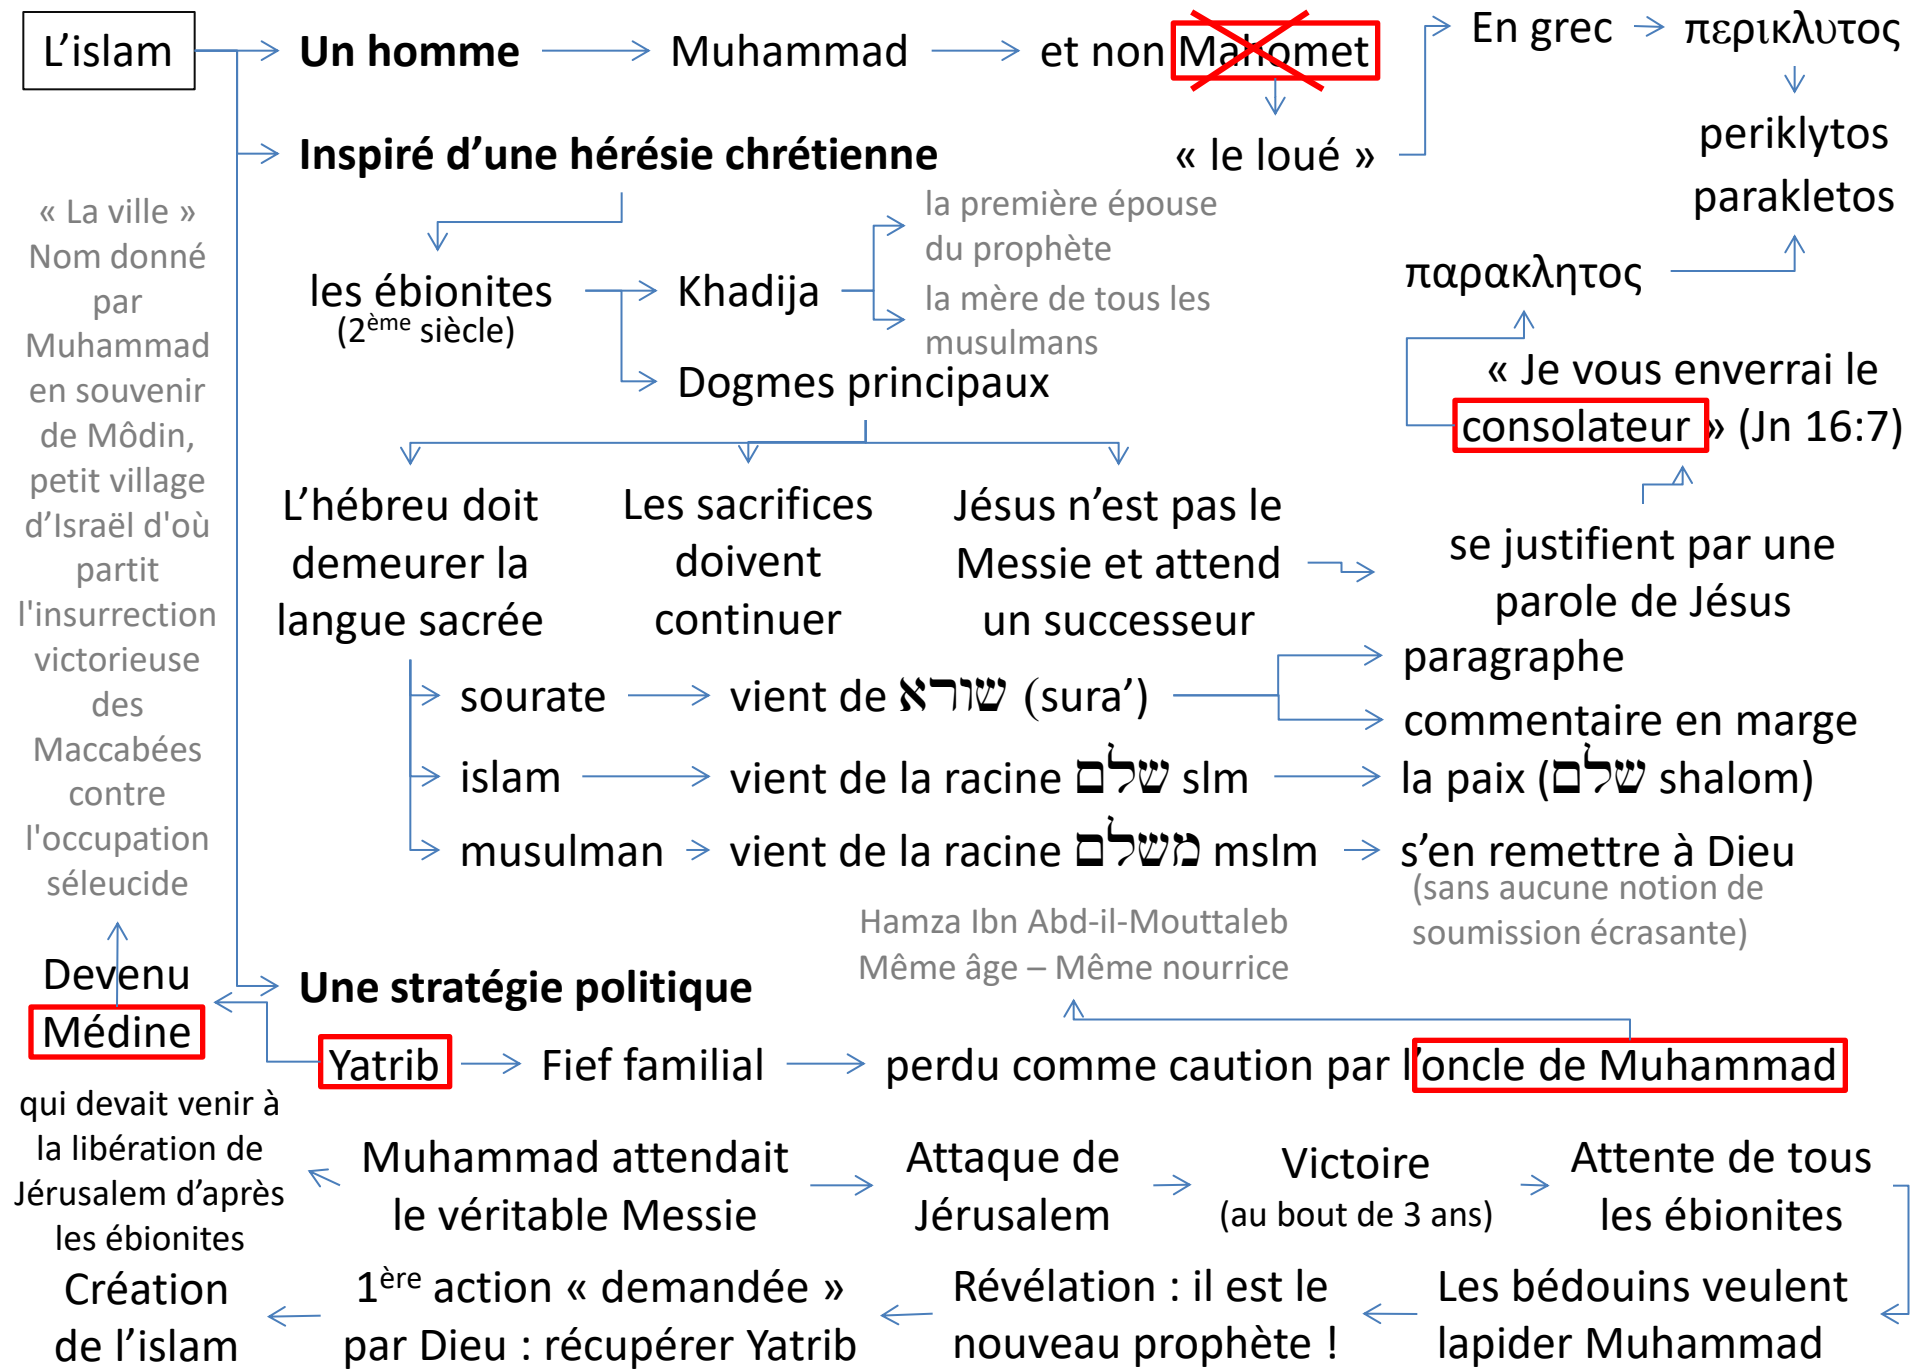 L’islam
Un homme
Muhammad
et non Mahomet
En grec
περικλυτος
« le loué »
periklytos
parakletos
παρακλητος
Inspiré d’une hérésie chrétienne
les ébionites
(2ème siècle)
Khadija
la première épouse
du prophète
la mère de tous les
musulmans
Dogmes principaux
« Je vous enverrai le
consolateur » (Jn 16:7)
L’hébreu doit
demeurer la
langue sacrée
Les sacrifices
doivent
continuer
Jésus n’est pas le
Messie et attend
un successeur
se justifient par une
parole de Jésus
sourate
vient de שורא (sura’)
paragraphe
commentaire en marge
islam
vient de la racine שלם slm
la paix (שלם shalom)
musulman
vient de la racine משלם mslm
s’en remettre à Dieu
(sans aucune notion de
soumission écrasante)
« La ville »
Nom donné
par
Muhammad
en souvenir
de Môdin,
petit village
d’Israël d'où
partit
l'insurrection
victorieuse
des
Maccabées
contre
l'occupation
séleucide
Devenu
Médine
Une stratégie politique
Hamza Ibn Abd-il-Mouttaleb
Même âge – Même nourrice
Yatrib
Fief familial
perdu comme caution par l’oncle de Muhammad
qui devait venir à
la libération de
Jérusalem d’après
les ébionites
Muhammad attendait
le véritable Messie
Attaque de
Jérusalem
Victoire
(au bout de 3 ans)
Attente de tous
les ébionites
Les bédouins veulent
lapider Muhammad
Révélation : il est le
nouveau prophète !
1ère action « demandée »
par Dieu : récupérer Yatrib
Création
de l’islam